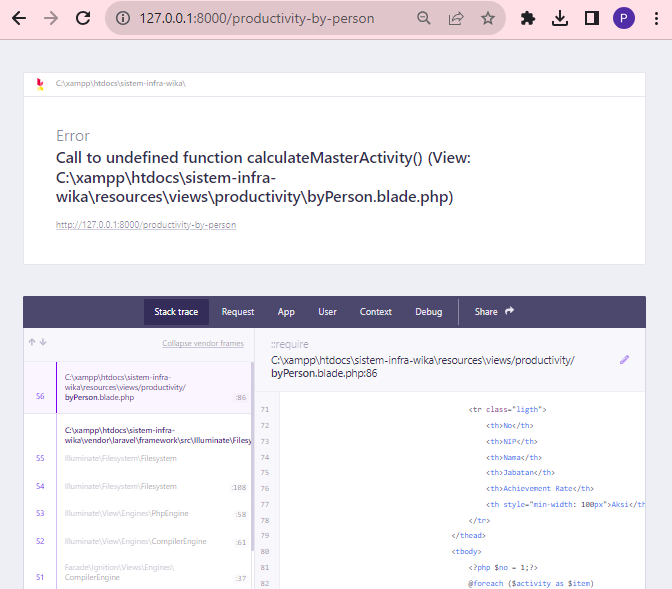 127.0.0.1:8000/productivity-by-person
P
C:\xampp\htdocs\sistem-infra-wika\
Error
Call to undefined function calculateMasterActivity() (View:
C:\xampp\htdocs\sistem-infra-
wika\resources\views\productivity\byPerson.blade.php)
http://127.0.0.1:8000/productivity-by-person
Stack trace
Request
App
User
Context
Debug
Share
Collapse vendor frames
::require
C:\xampp\htdocs\sistem-infra-wika\resources\views/productivity/
byPerson.blade.php:86
56
C:\xampp\htdocs\sistem-infra-
wika\resources\views/productivity/
byPerson.blade.php
:86
C:\xampp\htdocs\sistem-infra-
wika\vendor\laravel\framework\src\Illuminate\Filesy
55 Illuminate\Filesystem\Filesystem
54 Illuminate\Filesystem\Filesystem :108
53 Illuminate\View\Engines\PhpEngine :58
52 Illuminate\View\Engines\CompilerEngine :61
Facade\Ignition\Views\Engines\
51 CompilerEngine :37
71 <tr class="ligth">
72 <th>No</th>
73 <th>NIP</th>
74 <th>Nama</th>
75 <th>Jabatan</th>
76 <th>Achievement Rate</th>
77 <th style="min-width: 100px">Aksi</th
78 </tr>
79 </thead>
80 <tbody>
81 <?php $no = 1;?>
82 @foreach ($activity as $item)